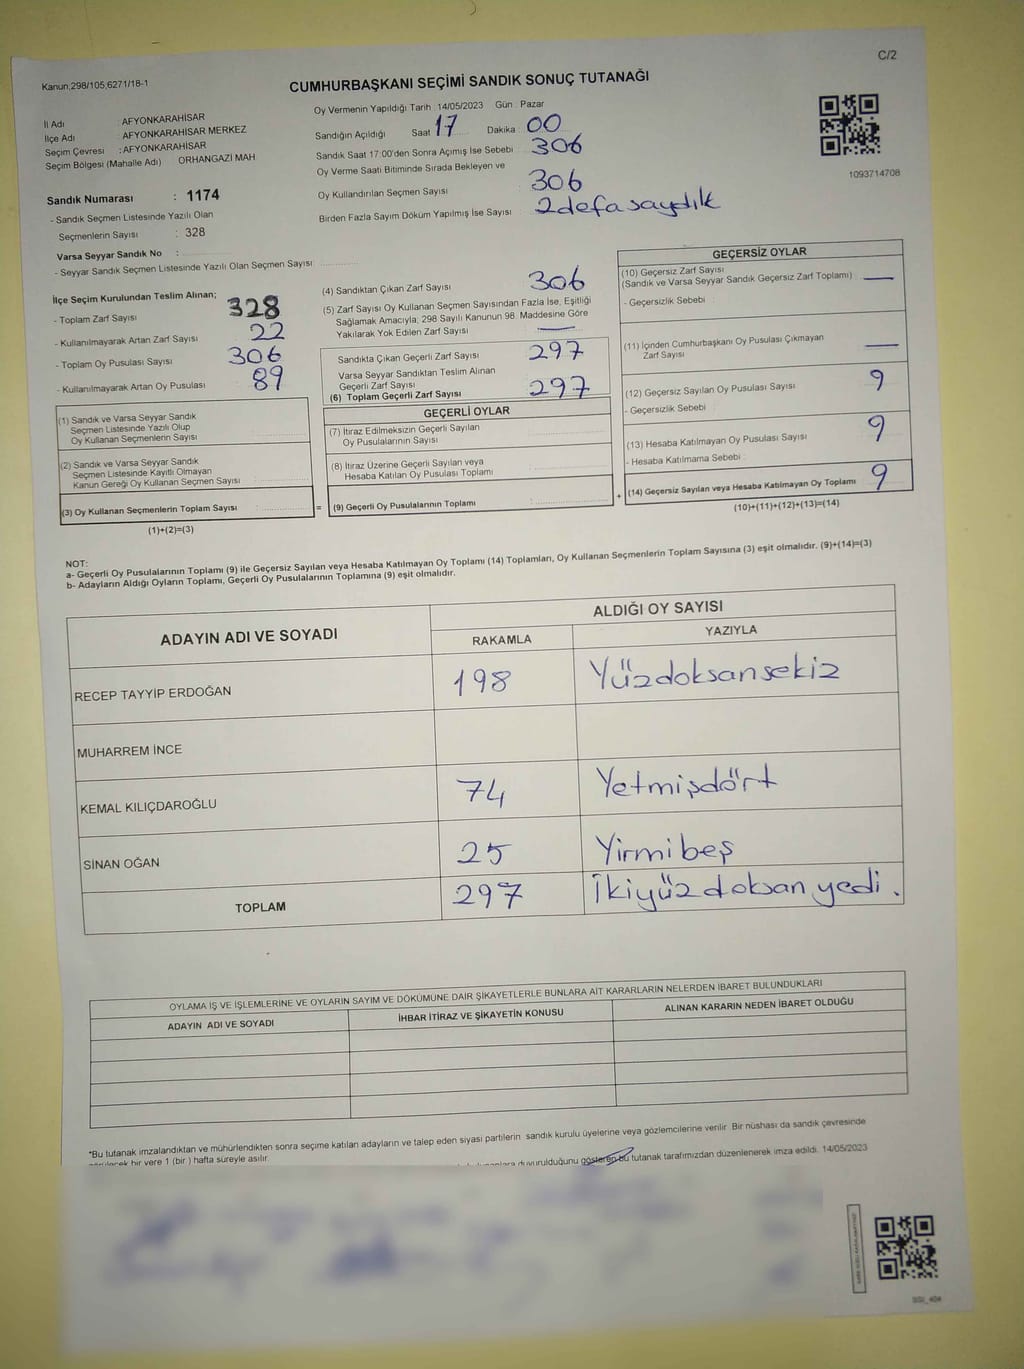 C/2
Kanun;298/105,6271/18-1
CUMHURBAŞKANI SEÇİMİ SANDIK SONUÇ TUTANAĞI
İl Adı : AFYONKARAHİSAR
İlçe Adı : AFYONKARAHİSAR MERKEZ
Seçim Çevresi : AFYONKARAHİSAR
Seçim Bölgesi (Mahalle Adı) ORHANGAZİ MAH
Sandık Numarası : 1174
- Sandık Seçmen Listesinde Yazılı Olan
Seçmenlerin Sayısı : 328
Varsa Seyyar Sandık No :
- Seyyar Sandık Seçmen Listesinde Yazılı Olan Seçmen Sayısı
Oy Vermenin Yapıldığı Tarih : 14/05/2023 Gün : Pazar
Sandığın Açıldığı Saat 17 Dakika 00
Sandık Saat 17:00'den Sonra Açımış İse Sebebi : 306
Oy Verme Saati Bitiminde Sırada Bekleyen ve
Oy Kullandırılan Seçmen Sayısı : 306
Birden Fazla Sayım Döküm Yapılmış İse Sayısı : 2 defa saydık
1093714708
İlçe Seçim Kurulundan Teslim Alınan;
- Toplam Zarf Sayısı : 328
- Kullanılmayarak Artan Zarf Sayısı : 22
- Toplam Oy Pusulası Sayısı : 306
- Kullanılmayarak Artan Oy Pusulası : 89
(1) Sandık ve Varsa Seyyar Sandık
Seçmen Listesinde Yazılı Olup
Oy Kullanan Seçmenlerin Sayısı :
(2) Sandık ve Varsa Seyyar Sandık
Seçmen Listesinde Kayıtlı Olmayan
Kanun Gereği Oy Kullanan Seçmen Sayısı :
(3) Oy Kullanan Seçmenlerin Toplam Sayısı :
(1)+(2)=(3)
(4) Sandıktan Çıkan Zarf Sayısı : 306
(5) Zarf Sayısı Oy Kullanan Seçmen Sayısından Fazla İse, Eşitliği
Sağlamak Amacıyla; 298 Sayılı Kanunun 98. Maddesine Göre
Yakılarak Yok Edilen Zarf Sayısı : —
Sandıkta Çıkan Geçerli Zarf Sayısı : 297
Varsa Seyyar Sandıktan Teslim Alınan
Geçerli Zarf Sayısı :
(6) Toplam Geçerli Zarf Sayısı : 297
GEÇERLİ OYLAR
(7) İtiraz Edilmeksizin Geçerli Sayılan
Oy Pusulalarının Sayısı :
(8) İtiraz Üzerine Geçerli Sayılan veya
Hesaba Katılan Oy Pusulası Toplamı :
= (9) Geçerli Oy Pusulalarının Toplamı : +
GEÇERSİZ OYLAR
(10) Geçersiz Zarf Sayısı
(Sandık ve Varsa Seyyar Sandık Geçersiz Zarf Toplamı) : —
- Geçersizlik Sebebi :
(11) İçinden Cumhurbaşkanı Oy Pusulası Çıkmayan
Zarf Sayısı : —
(12) Geçersiz Sayılan Oy Pusulası Sayısı : 9
- Geçersizlik Sebebi :
(13) Hesaba Katılmayan Oy Pusulası Sayısı : 9
- Hesaba Katılmama Sebebi :
(14) Geçersiz Sayılan veya Hesaba Katılmayan Oy Toplamı : 9
(10)+(11)+(12)+(13)=(14)
NOT:
a- Geçerli Oy Pusulalarının Toplamı (9) ile Geçersiz Sayılan veya Hesaba Katılmayan Oy Toplamı (14) Toplamları, Oy Kullanan Seçmenlerin Toplam Sayısına (3) eşit olmalıdır. (9)+(14)=(3)
b- Adayların Aldığı Oyların Toplamı, Geçerli Oy Pusulalarının Toplamına (9) eşit olmalıdır.
ADAYIN ADI VE SOYADI ALDIĞI OY SAYISI
RAKAMLA YAZIYLA
RECEP TAYYİP ERDOĞAN 198 Yüzdoksansekiz
MUHARREM İNCE
KEMAL KILIÇDAROĞLU 74 Yetmişdört
SİNAN OĞAN 25 Yirmibeş
TOPLAM 297 İkiyüzdoksanyedi.
OYLAMA İŞ VE İŞLEMLERİNE VE OYLARIN SAYIM VE DÖKÜMÜNE DAİR ŞİKAYETLERLE BUNLARA AİT KARARLARIN NELERDEN İBARET BULUNDUKLARI
ADAYIN ADI VE SOYADI İHBAR İTİRAZ VE ŞİKAYETİN KONUSU ALINAN KARARIN NEDEN İBARET OLDUĞU
*Bu tutanak imzalandıktan ve mühürlendikten sonra seçime katılan adayların ve talep eden siyasi partilerin sandık kurulu üyelerine veya gözlemcilerine verilir. Bir nüshası da sandık çevresinde
bir yere 1 (bir) hafta süreyle asılır. duyurulduğunu gösteren bu tutanak tarafımızdan düzenlenerek imza edildi. 14/05/2023